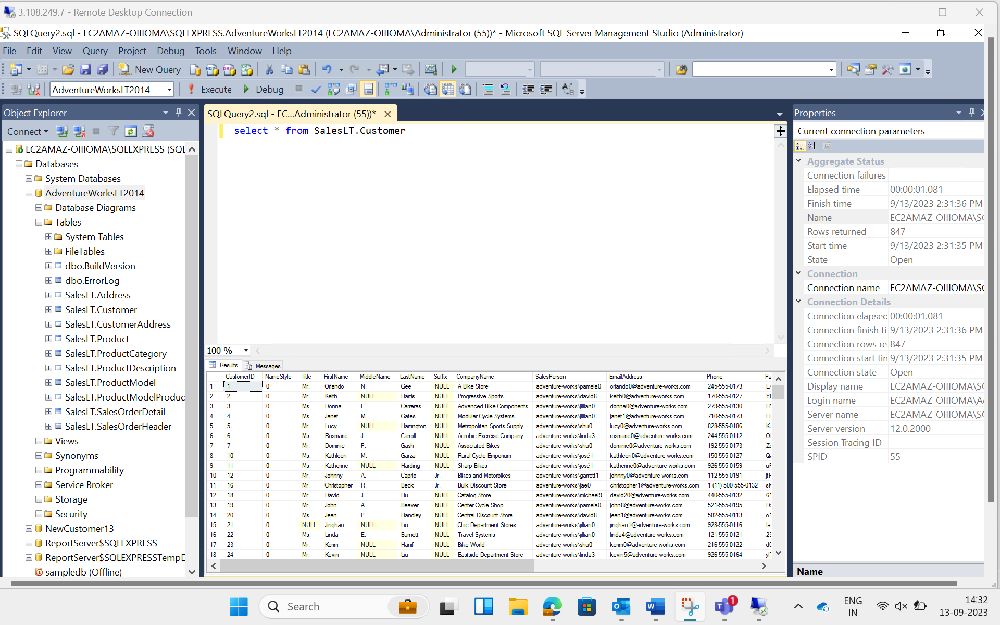 3.108.249.7 - Remote Desktop Connection
SQLQuery2.sql - EC2AMAZ-OIIIOMA\SQLEXPRESS.AdventureWorksLT2014 (EC2AMAZ-OIIIOMA\Administrator (55))* - Microsoft SQL Server Management Studio (Administrator)
File Edit View Query Project Debug Tools Window Help
New Query
AdventureWorksLT2014 Execute Debug
Object Explorer
Connect
EC2AMAZ-OIIIOMA\SQLEXPRESS (SQL
Databases
System Databases
AdventureWorksLT2014
Database Diagrams
Tables
System Tables
FileTables
dbo.BuildVersion
dbo.ErrorLog
SalesLT.Address
SalesLT.Customer
SalesLT.CustomerAddress
SalesLT.Product
SalesLT.ProductCategory
SalesLT.ProductDescription
SalesLT.ProductModel
SalesLT.ProductModelProduc
SalesLT.SalesOrderDetail
SalesLT.SalesOrderHeader
Views
Synonyms
Programmability
Service Broker
Storage
Security
NewCustomer13
ReportServer$SQLEXPRESS
ReportServer$SQLEXPRESSTempD
sampledb (Offline)
SQLQuery2.sql - EC...Administrator (55))*
select * from SalesLT.Customer
100 %
Results Messages
CustomerID NameStyle Title FirstName MiddleName LastName Suffix CompanyName SalesPerson EmailAddress Phone Pa
1 1 0 Mr. Orlando N. Gee NULL A Bike Store adventure-works\pamela0 orlando0@adventure-works.com 245-555-0173 L/
2 2 0 Mr. Keith NULL Harris NULL Progressive Sports adventure-works\david8 keith0@adventure-works.com 170-555-0127 YF
3 3 0 Ms. Donna F. Carreras NULL Advanced Bike Components adventure-works\jillian0 donna0@adventure-works.com 279-555-0130 LN
4 4 0 Ms. Janet M. Gates NULL Modular Cycle Systems adventure-works\jillian0 janet1@adventure-works.com 710-555-0173 El
5 5 0 Mr. Lucy NULL Harrington NULL Metropolitan Sports Supply adventure-works\shu0 lucy0@adventure-works.com 828-555-0186 KJ
6 6 0 Ms. Rosmarie J. Carroll NULL Aerobic Exercise Company adventure-works\linda3 rosmarie0@adventure-works.com 244-555-0112 Ol
7 7 0 Mr. Dominic P. Gash NULL Associated Bikes adventure-works\shu0 dominic0@adventure-works.com 192-555-0173 Zc
8 10 0 Ms. Kathleen M. Garza NULL Rural Cycle Emporium adventure-works\josé1 kathleen0@adventure-works.com 150-555-0127 Qa
9 11 0 Ms. Katherine NULL Harding NULL Sharp Bikes adventure-works\josé1 katherine0@adventure-works.com 926-555-0159 uF
10 12 0 Mr. Johnny A. Caprio Jr. Bikes and Motorbikes adventure-works\garrett1 johnny0@adventure-works.com 112-555-0191 jtF
11 16 0 Mr. Christopher R. Beck Jr. Bulk Discount Store adventure-works\jae0 christopher1@adventure-works.com 1 (11) 500 555-0132 sK
12 18 0 Mr. David J. Liu NULL Catalog Store adventure-works\michael9 david20@adventure-works.com 440-555-0132 61
13 19 0 Mr. John A. Beaver NULL Center Cycle Shop adventure-works\pamela0 john8@adventure-works.com 521-555-0195 Dz
14 20 0 Ms. Jean P. Handley NULL Central Discount Store adventure-works\david8 jean1@adventure-works.com 582-555-0113 o1
15 21 0 NULL Jinghao NULL Liu NULL Chic Department Stores adventure-works\jillian0 jinghao1@adventure-works.com 928-555-0116
16 22 0 Ms. Linda E. Burnett NULL Travel Systems adventure-works\jillian0 linda4@adventure-works.com 121-555-0121 23
17 23 0 Mr. Kerim NULL Hanif NULL Bike World adventure-works\shu0 kerim0@adventure-works.com 216-555-0122
18 24 0 Mr. Kevin NULL Liu NULL Eastside Department Store adventure-works\linda3 kevin5@adventure-works.com 926-555-0164
Properties
Current connection parameters
Aggregate Status
Connection failures
Elapsed time 00:00:01.081
Finish time 9/13/2023 2:31:36 PM
Name EC2AMAZ-OIIIOMA\S
Rows returned 847
Start time 9/13/2023 2:31:35 PM
State Open
Connection
Connection name EC2AMAZ-OIIIOMA\S
Connection Details
Connection elapsed 00:00:01.081
Connection finish ti 9/13/2023 2:31:36 PM
Connection rows re 847
Connection start tin 9/13/2023 2:31:35 PM
Connection state Open
Display name EC2AMAZ-OIIIOMA\S
Login name EC2AMAZ-OIIIOMA\A
Server name EC2AMAZ-OIIIOMA\S
Server version 12.0.2000
Session Tracing ID
SPID 55
Name
Search
1
ENG
IN
14:32
13-09-2023